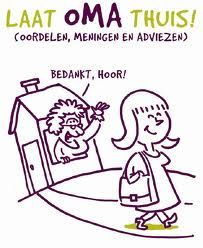 LAAT OMA THUIS!
(OORDELEN, MENINGEN EN ADVIEZEN)
BEDANKT, HOOR!